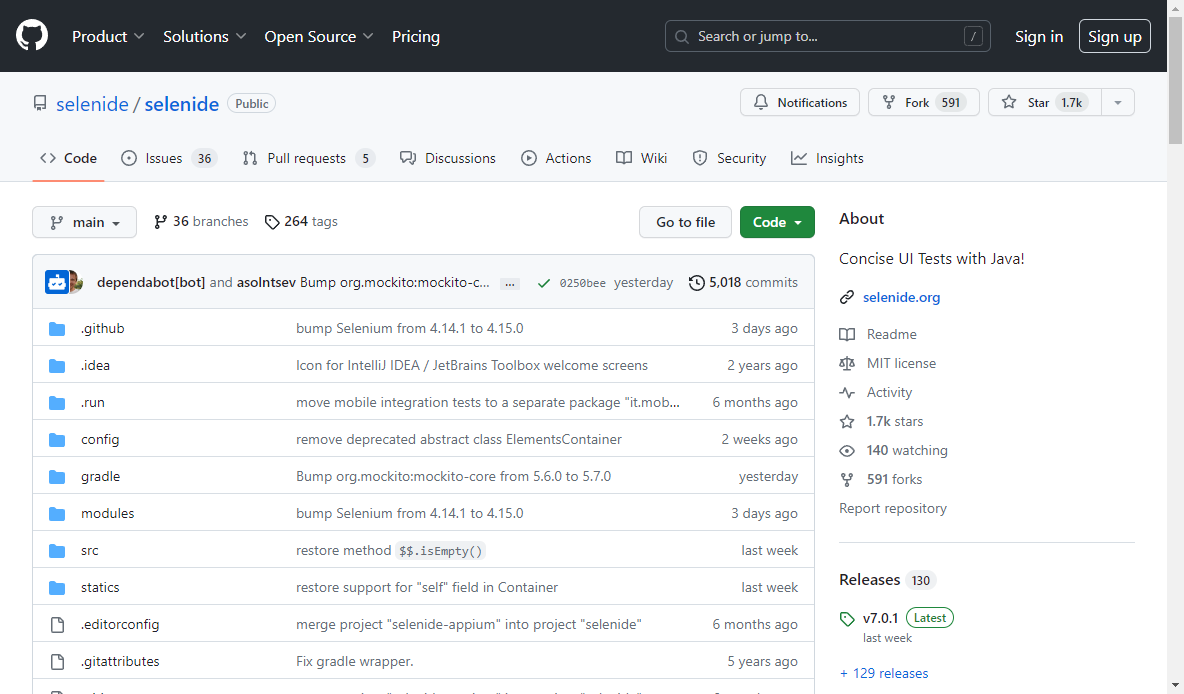 Product Solutions Open Source Pricing Search or jump to... / Sign in Sign up
selenide / selenide Public Notifications Fork 591 Star 1.7k
Code Issues 36 Pull requests 5 Discussions Actions Wiki Security Insights
main 36 branches 264 tags Go to file Code
dependabot[bot] and asolntsev Bump org.mockito:mockito-c... ... 0250bee yesterday 5,018 commits
.github bump Selenium from 4.14.1 to 4.15.0 3 days ago
.idea Icon for IntelliJ IDEA / JetBrains Toolbox welcome screens 2 years ago
.run move mobile integration tests to a separate package "it.mob... 6 months ago
config remove deprecated abstract class ElementsContainer 2 weeks ago
gradle Bump org.mockito:mockito-core from 5.6.0 to 5.7.0 yesterday
modules bump Selenium from 4.14.1 to 4.15.0 3 days ago
src restore method $$.isEmpty() last week
statics restore support for "self" field in Container last week
.editorconfig merge project "selenide-appium" into project "selenide" 6 months ago
.gitattributes Fix gradle wrapper. 5 years ago
About
Concise UI Tests with Java!
selenide.org
Readme
MIT license
Activity
1.7k stars
140 watching
591 forks
Report repository
Releases 130
v7.0.1 Latest
last week
+ 129 releases